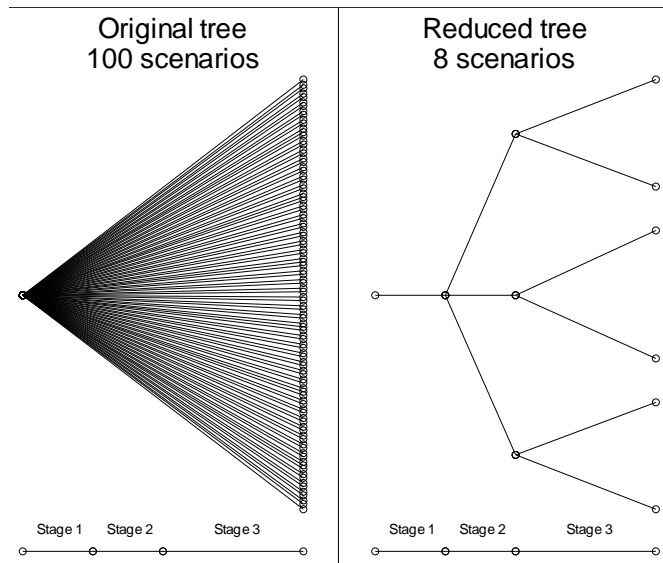 Original tree
100 scenarios
Reduced tree
8 scenarios
Stage 1 Stage 2 Stage 3
Stage 1 Stage 2 Stage 3